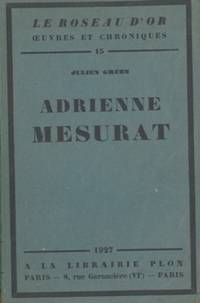 LE ROSEAU D'OR
ŒUVRES ET CHRONIQUES
15
JULIEN GREEN
ADRIENNE
MESURAT
1927
A LA LIBRAIRIE PLON
PARIS — 8, rue Garancière (VIᵉ) — PARIS